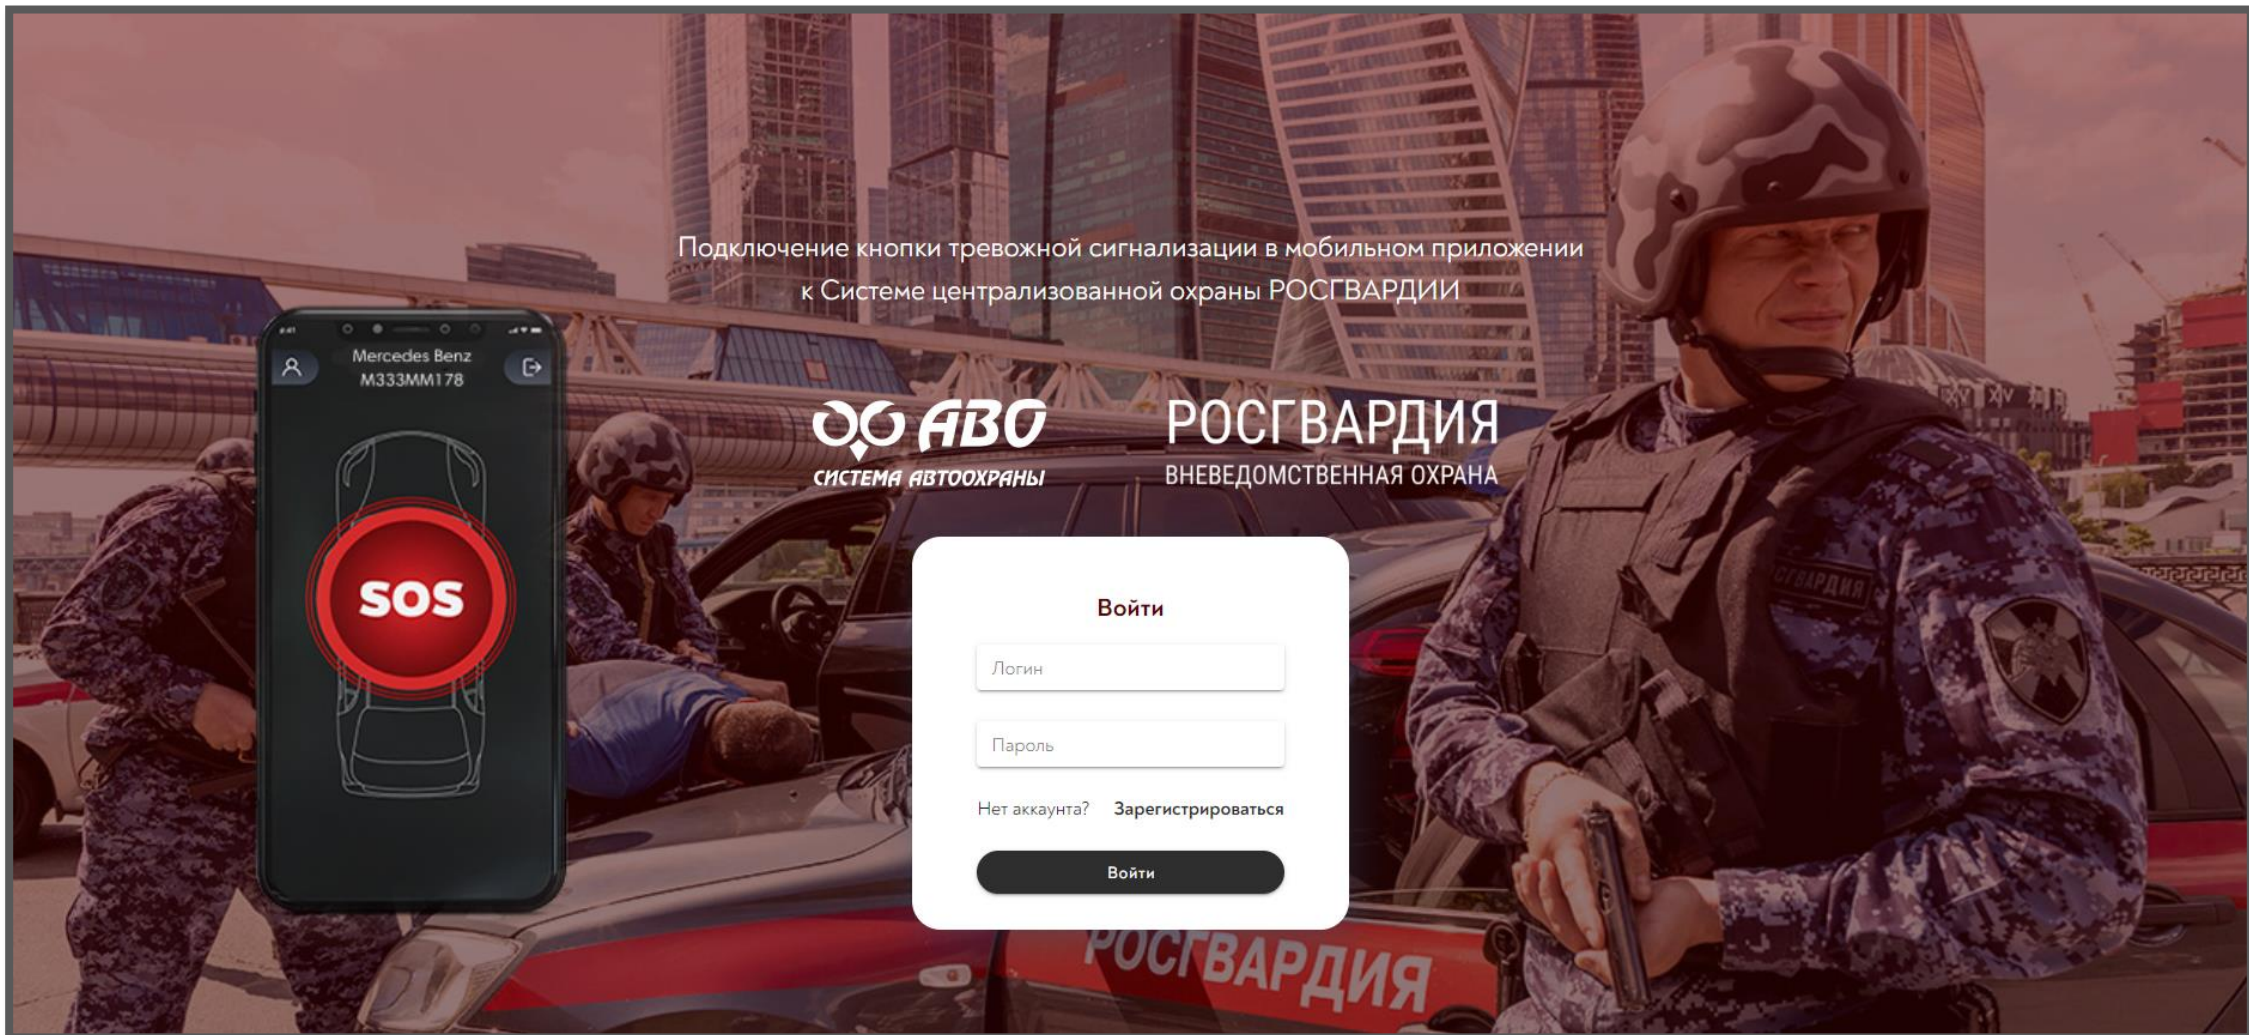 Подключение кнопки тревожной сигнализации в мобильном приложении
к Системе централизованной охраны РОСГВАРДИИ
Mercedes Benz
М333ММ178
SOS
АВО
СИСТЕМА АВТООХРАНЫ
РОСГВАРДИЯ
ВНЕВЕДОМСТВЕННАЯ ОХРАНА
Войти
Логин
Пароль
Нет аккаунта? Зарегистрироваться
Войти
РОСГВАРДИЯ